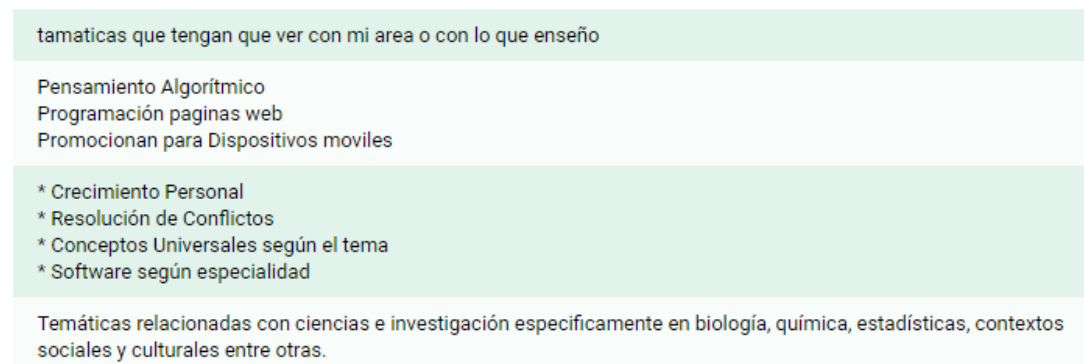 tamaticas que tengan que ver con mi area o con lo que enseño
Pensamiento Algorítmico
Programación paginas web
Promocionan para Dispositivos moviles
* Crecimiento Personal
* Resolución de Conflictos
* Conceptos Universales según el tema
* Software según especialidad
Temáticas relacionadas con ciencias e investigación especificamente en biología, química, estadísticas, contextos
sociales y culturales entre otras.